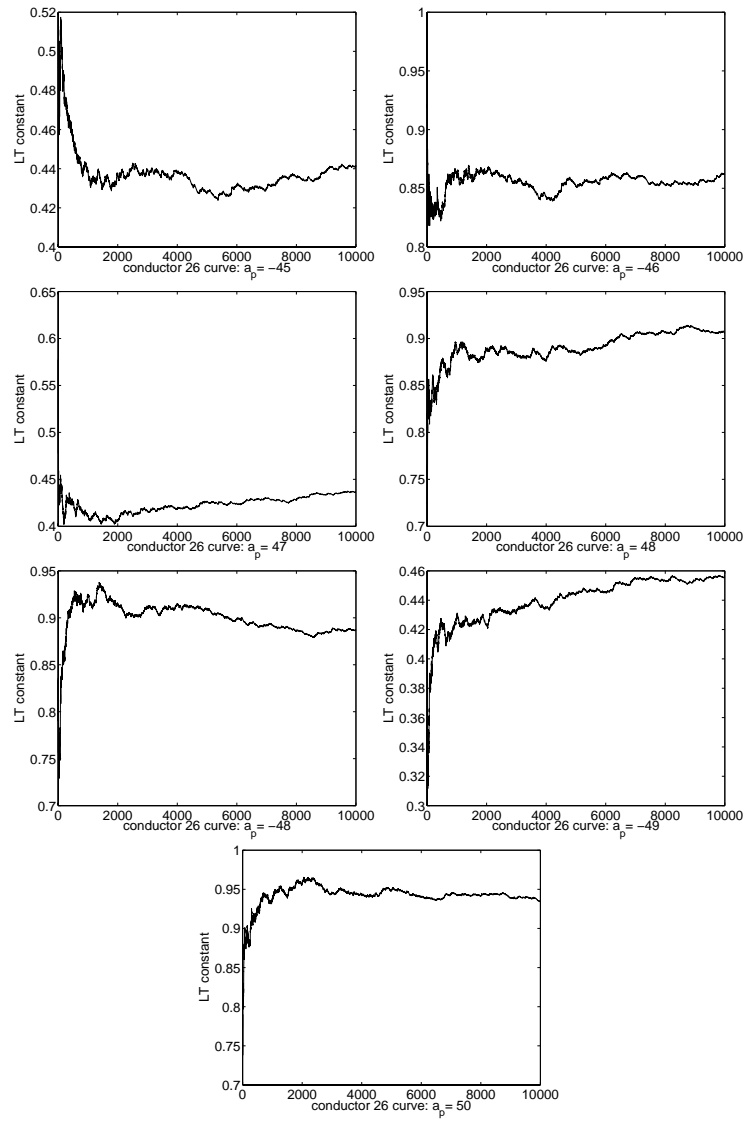 0.52
0.5
0.48
0.46
0.44
0.42
0.4
LT constant
0 2000 4000 6000 8000 10000
conductor 26 curve: a_p = −45
1
0.95
0.9
0.85
0.8
LT constant
0 2000 4000 6000 8000 10000
conductor 26 curve: a_p = −46
0.65
0.6
0.55
0.5
0.45
0.4
LT constant
0 2000 4000 6000 8000 10000
conductor 26 curve: a_p = 47
0.95
0.9
0.85
0.8
0.75
0.7
LT constant
0 2000 4000 6000 8000 10000
conductor 26 curve: a_p = 48
0.95
0.9
0.85
0.8
0.75
0.7
LT constant
0 2000 4000 6000 8000 10000
conductor 26 curve: a_p = −48
0.46
0.44
0.42
0.4
0.38
0.36
0.34
0.32
0.3
LT constant
0 2000 4000 6000 8000 10000
conductor 26 curve: a_p = −49
1
0.95
0.9
0.85
0.8
0.75
0.7
LT constant
0 2000 4000 6000 8000 10000
conductor 26 curve: a_p = 50